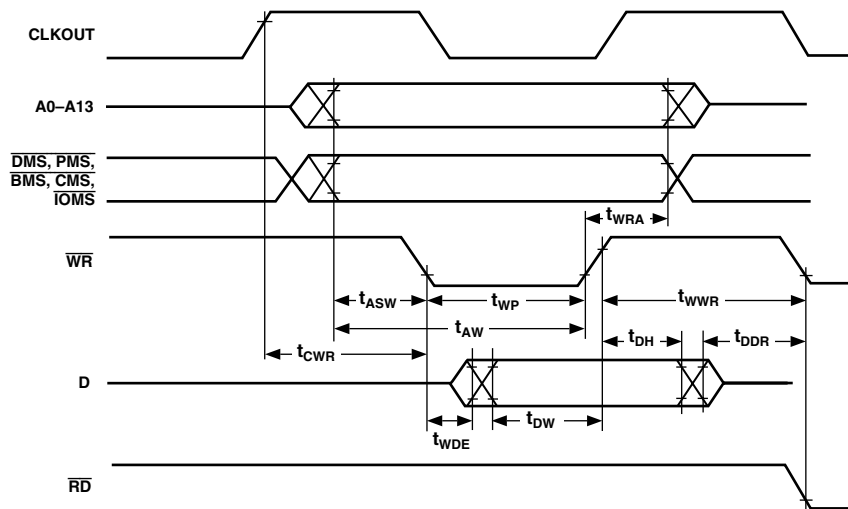 CLKOUT
A0–A13
DMS, PMS,
BMS, CMS,
IOMS
tWRA
WR
tASW
tWP
tWWR
tAW
tCWR
tDH
tDDR
D
tWDE
tDW
RD